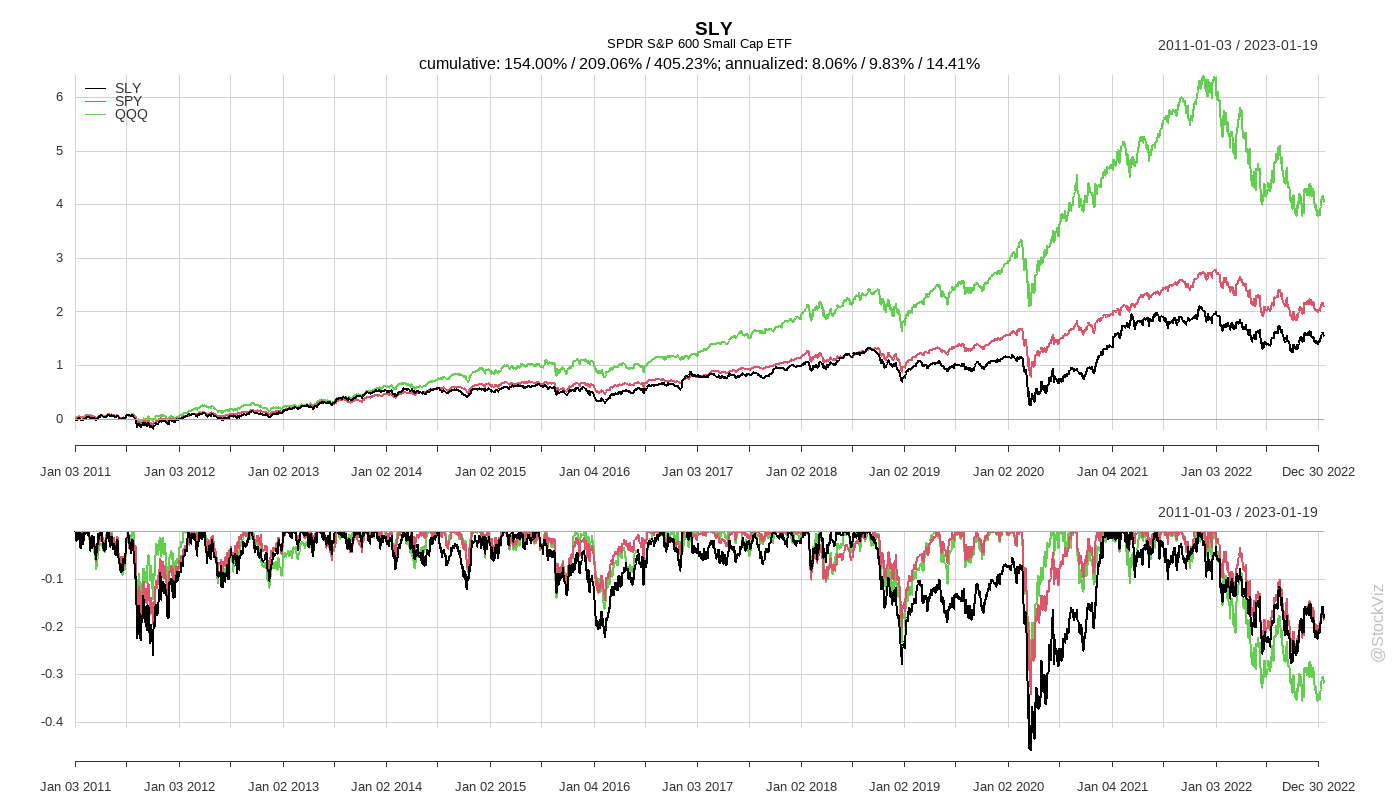 SLY
SPDR S&P 600 Small Cap ETF
2011-01-03 / 2023-01-19
cumulative: 154.00% / 209.06% / 405.23%; annualized: 8.06% / 9.83% / 14.41%
SLY
SPY
QQQ
6
5
4
3
2
1
0
Jan 03 2011 Jan 03 2012 Jan 02 2013 Jan 02 2014 Jan 02 2015 Jan 04 2016 Jan 03 2017 Jan 02 2018 Jan 02 2019 Jan 02 2020 Jan 04 2021 Jan 03 2022 Dec 30 2022
2011-01-03 / 2023-01-19
-0.1
-0.2
-0.3
-0.4
Jan 03 2011 Jan 03 2012 Jan 02 2013 Jan 02 2014 Jan 02 2015 Jan 04 2016 Jan 03 2017 Jan 02 2018 Jan 02 2019 Jan 02 2020 Jan 04 2021 Jan 03 2022 Dec 30 2022
@StockViz